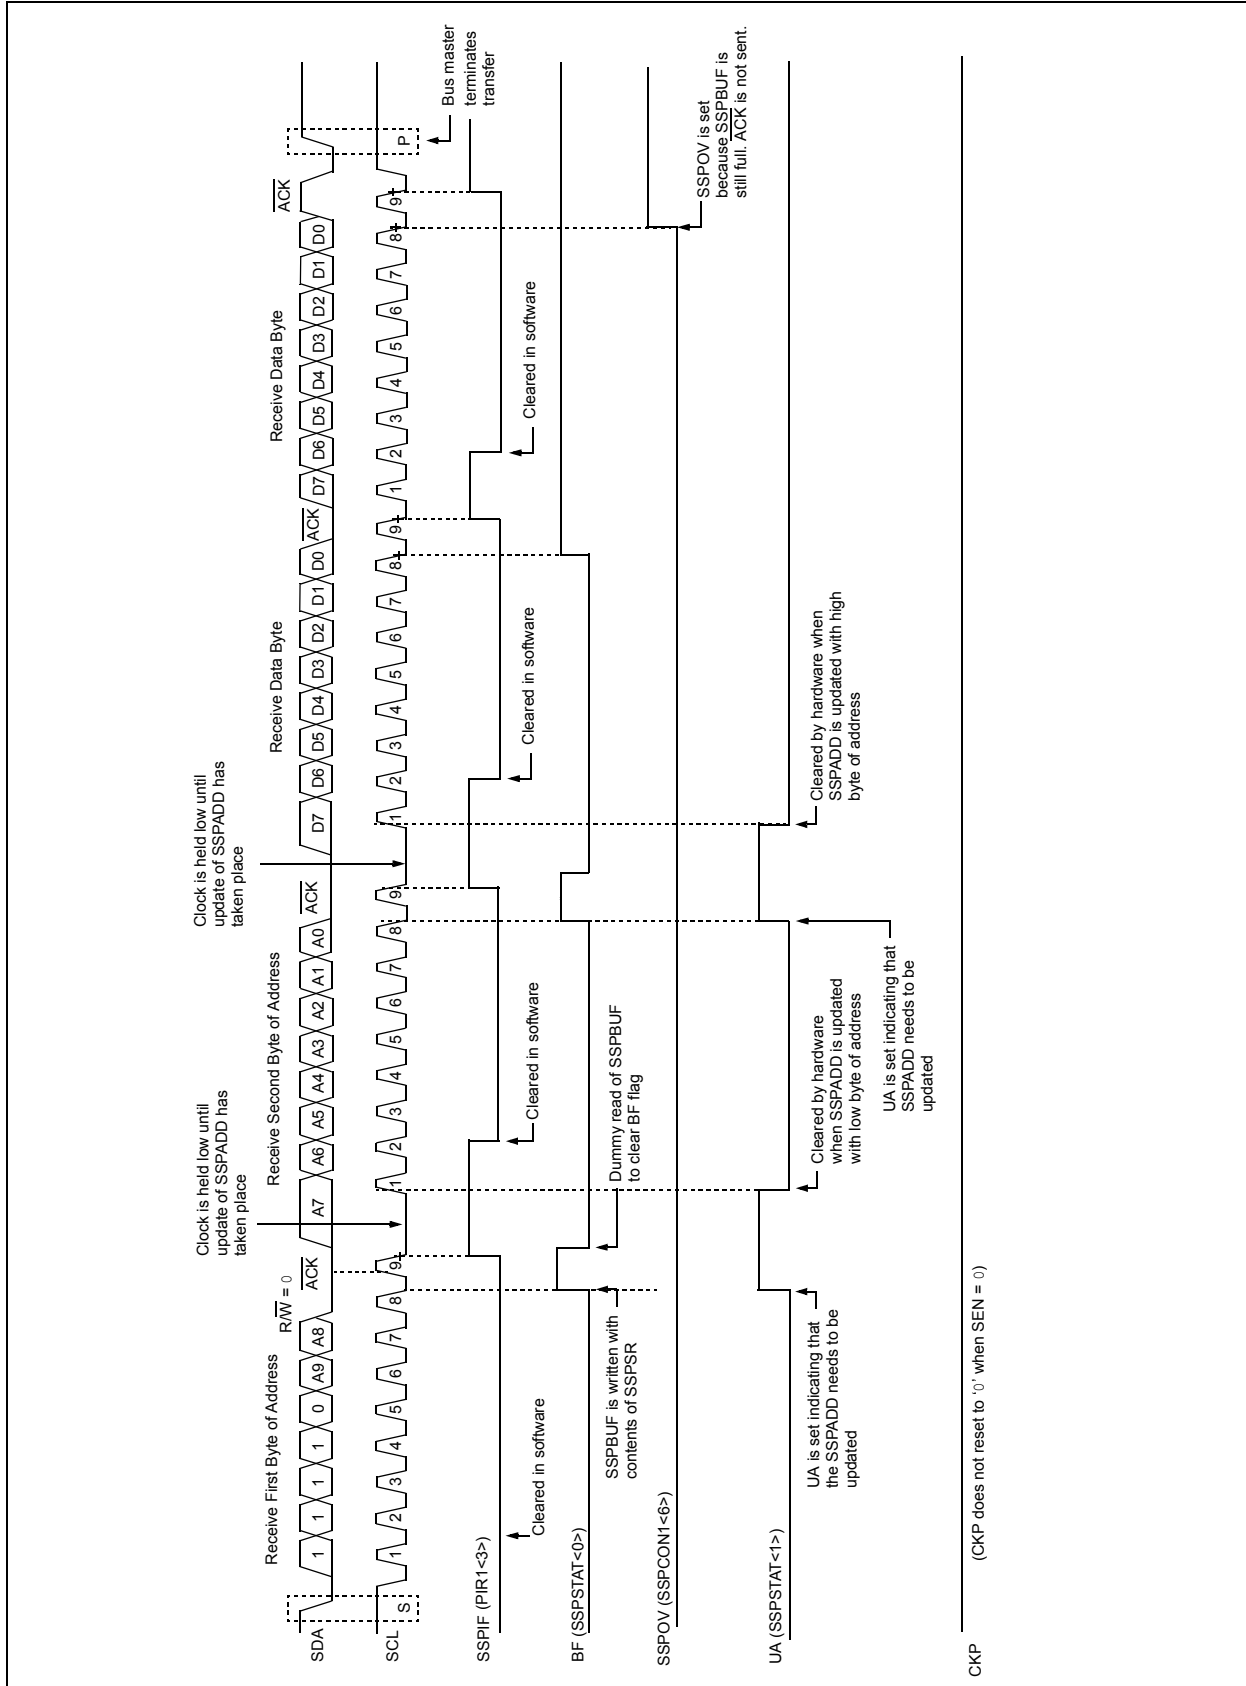 Receive First Byte of Address
R/W = 0
Receive Second Byte of Address
Receive Data Byte
Receive Data Byte
Clock is held low until
update of SSPADD has
taken place
Clock is held low until
update of SSPADD has
taken place
SDA
1 1 1 1 0 A9 A8 ACK A7 A6 A5 A4 A3 A2 A1 A0 ACK D7 D6 D5 D4 D3 D2 D1 D0 ACK D7 D6 D5 D4 D3 D2 D1 D0 ACK
SCL
S 1 2 3 4 5 6 7 8 9 1 2 3 4 5 6 7 8 9 1 2 3 4 5 6 7 8 9 1 2 3 4 5 6 7 8 9 P
Bus master
terminates
transfer
SSPIF (PIR1<3>)
Cleared in software
Cleared in software
Cleared in software
Cleared in software
BF (SSPSTAT<0>)
SSPBUF is written with
contents of SSPSR
Dummy read of SSPBUF
to clear BF flag
SSPOV (SSPCON1<6>)
SSPOV is set
because SSPBUF is
still full. ACK is not sent.
UA (SSPSTAT<1>)
UA is set indicating that
the SSPADD needs to be
updated
Cleared by hardware
when SSPADD is updated
with low byte of address
UA is set indicating that
SSPADD needs to be
updated
Cleared by hardware when
SSPADD is updated with high
byte of address
CKP
(CKP does not reset to ‘0’ when SEN = 0)